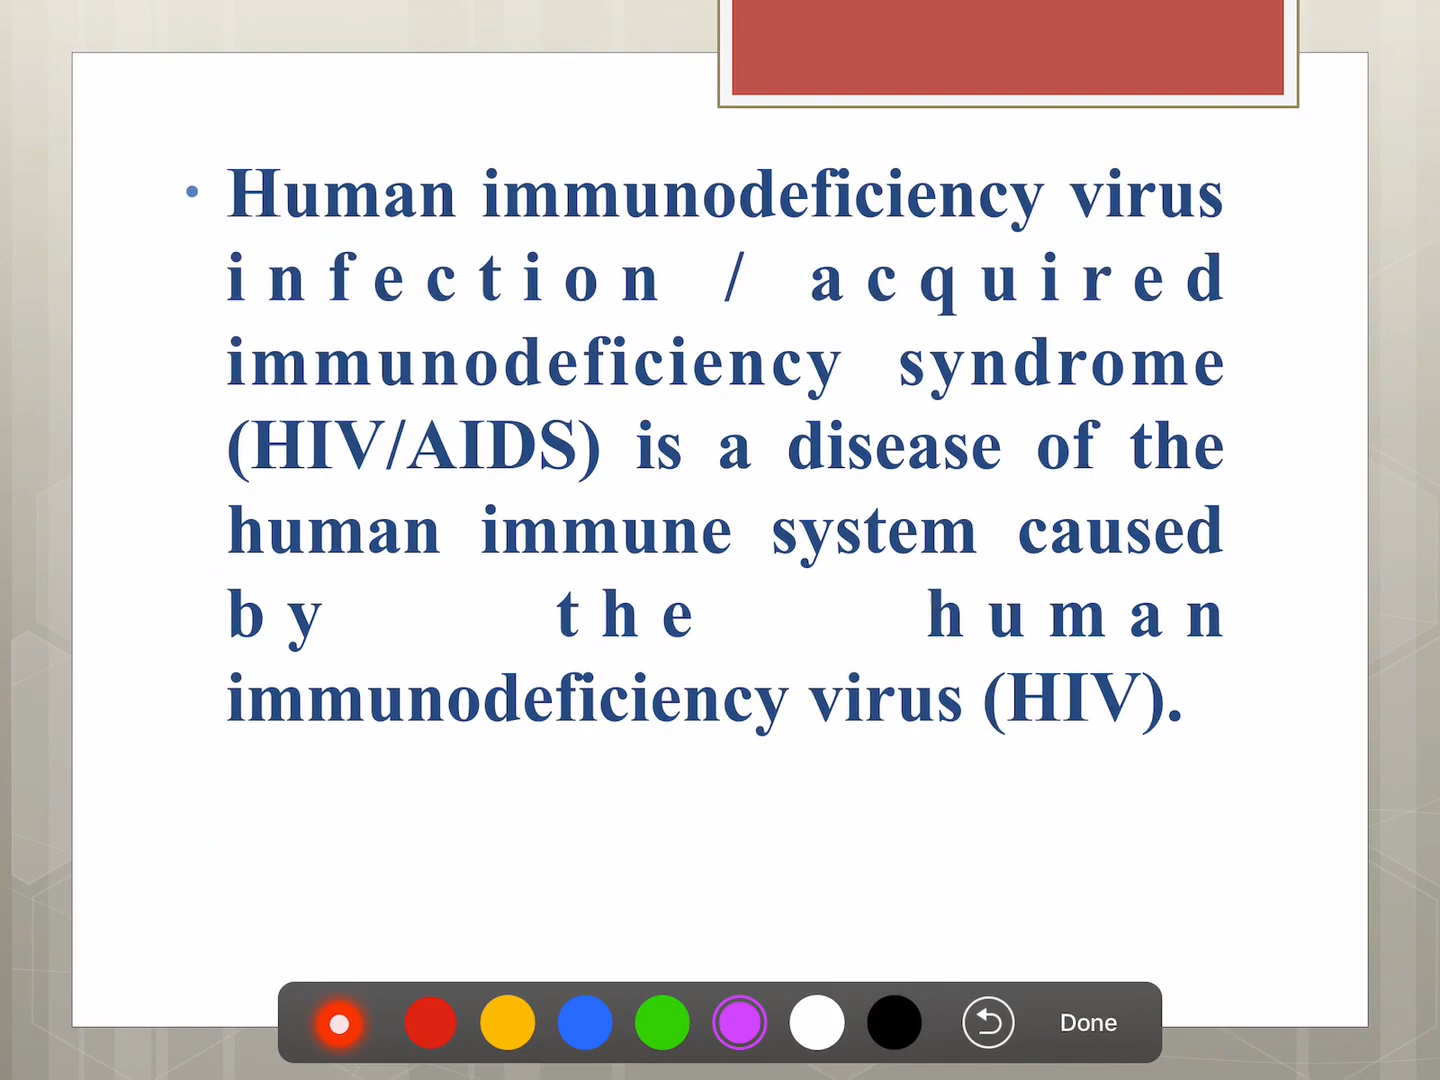 • Human immunodeficiency virus
infection / acquired
immunodeficiency syndrome
(HIV/AIDS) is a disease of the
human immune system caused
by the human
immunodeficiency virus (HIV).
Done